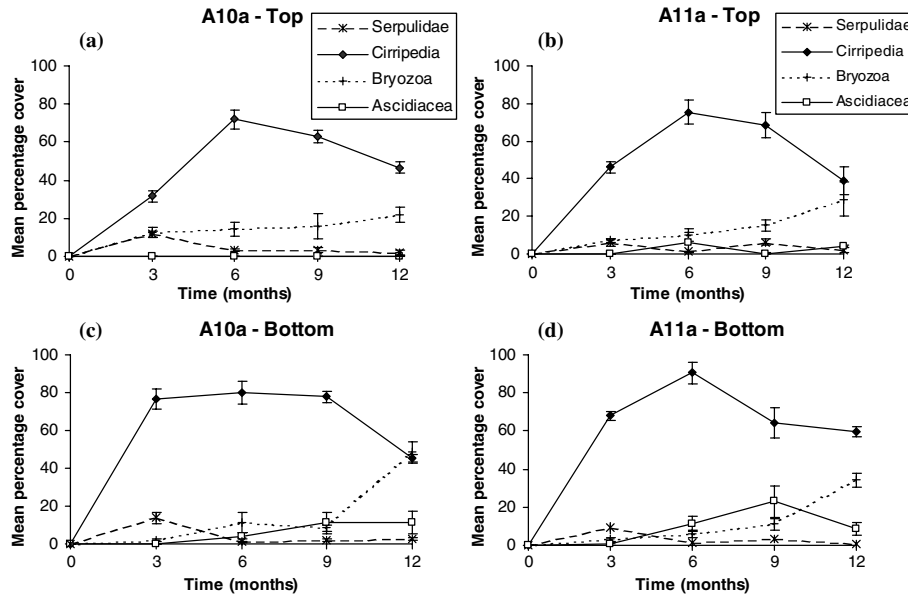 A10a - Top
(a)
Serpulidae
Cirripedia
Bryozoa
Ascidiacea
Mean percentage cover
100
80
60
40
20
0
0 3 6 9 12
Time (months)
A11a - Top
(b)
Serpulidae
Cirripedia
Bryozoa
Ascidiacea
Mean percentage cover
100
80
60
40
20
0
0 3 6 9 12
Time (months)
(c) A10a - Bottom
Mean percentage cover
100
80
60
40
20
0
0 3 6 9 12
Time (months)
(d) A11a - Bottom
Mean percentage cover
100
80
60
40
20
0
0 3 6 9 12
Time (months)